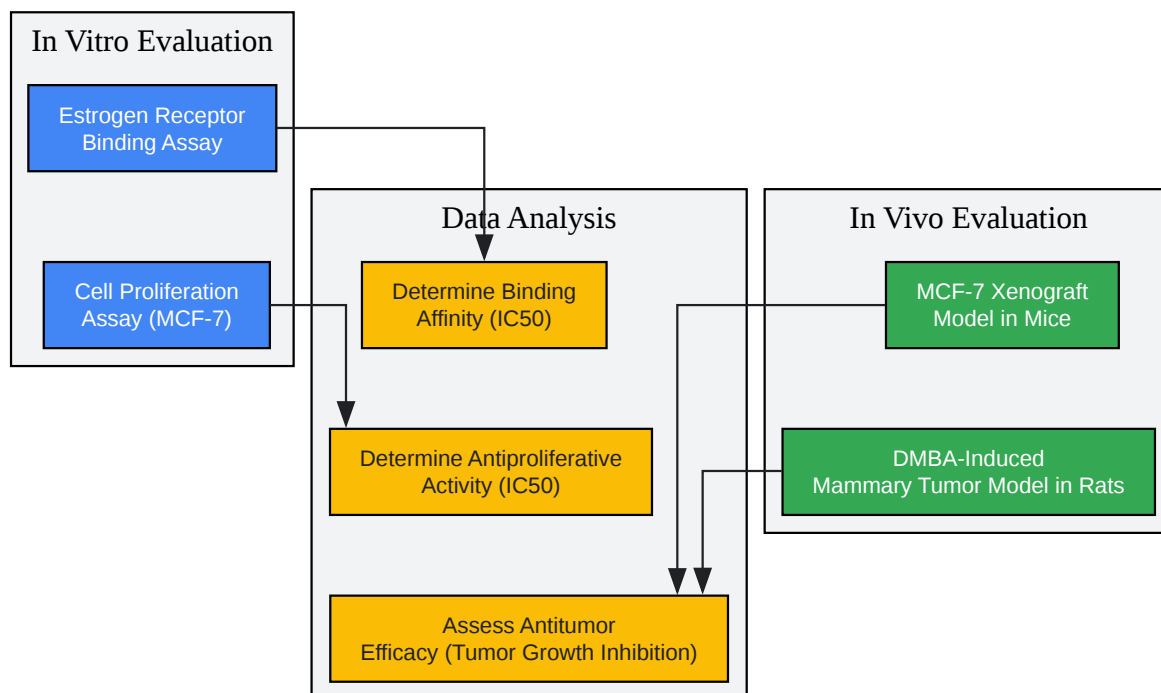 In Vitro Evaluation
Estrogen Receptor
Binding Assay
Cell Proliferation
Assay (MCF-7)
Data Analysis
Determine Binding
Affinity (IC50)
Determine Antiproliferative
Activity (IC50)
Assess Antitumor
Efficacy (Tumor Growth Inhibition)
In Vivo Evaluation
MCF-7 Xenograft
Model in Mice
DMBA-Induced
Mammary Tumor Model in Rats